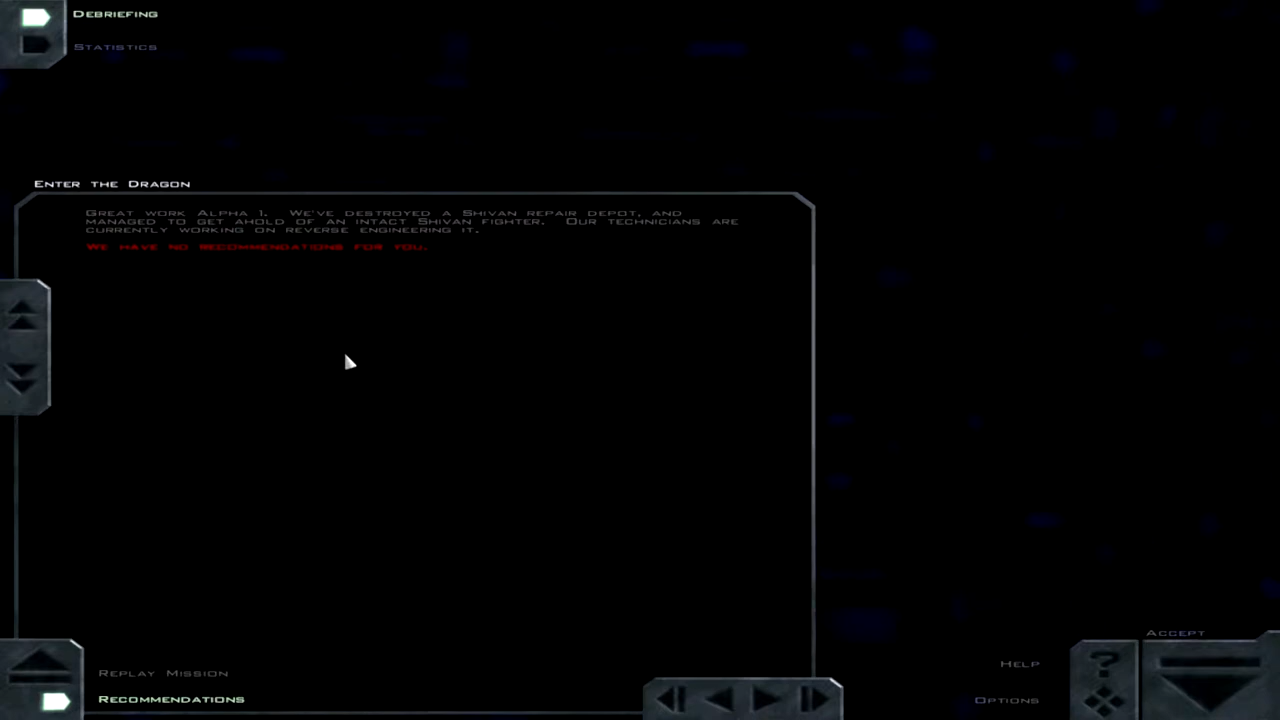 Debriefing
Statistics
Enter the Dragon
Great work Alpha 1. We've destroyed a Shivan repair depot, and
managed to get ahold of an intact Shivan fighter. Our technicians are
currently working on reverse engineering it.
We have no recommendations for you.
Accept
Help
Replay Mission
Recommendations
Options